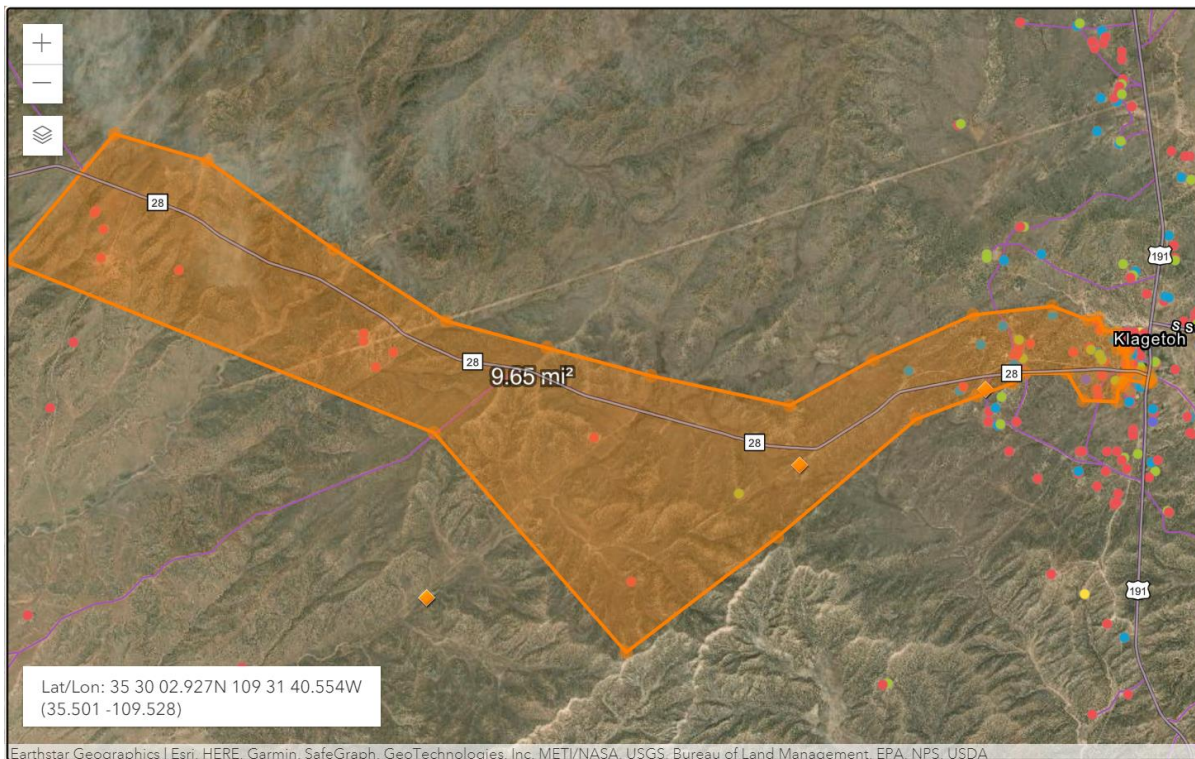 28
191
S S
Klagetoh
28
28
9.65 mi²
28
191
Lat/Lon: 35 30 02.927N 109 31 40.554W
(35.501 -109.528)
Earthstar Geographics | Esri, HERE, Garmin, SafeGraph, GeoTechnologies, Inc, METI/NASA, USGS, Bureau of Land Management, EPA, NPS, USDA